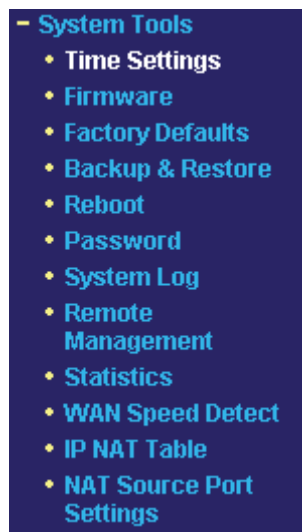 − System Tools
• Time Settings
• Firmware
• Factory Defaults
• Backup & Restore
• Reboot
• Password
• System Log
• Remote
Management
• Statistics
• WAN Speed Detect
• IP NAT Table
• NAT Source Port
Settings